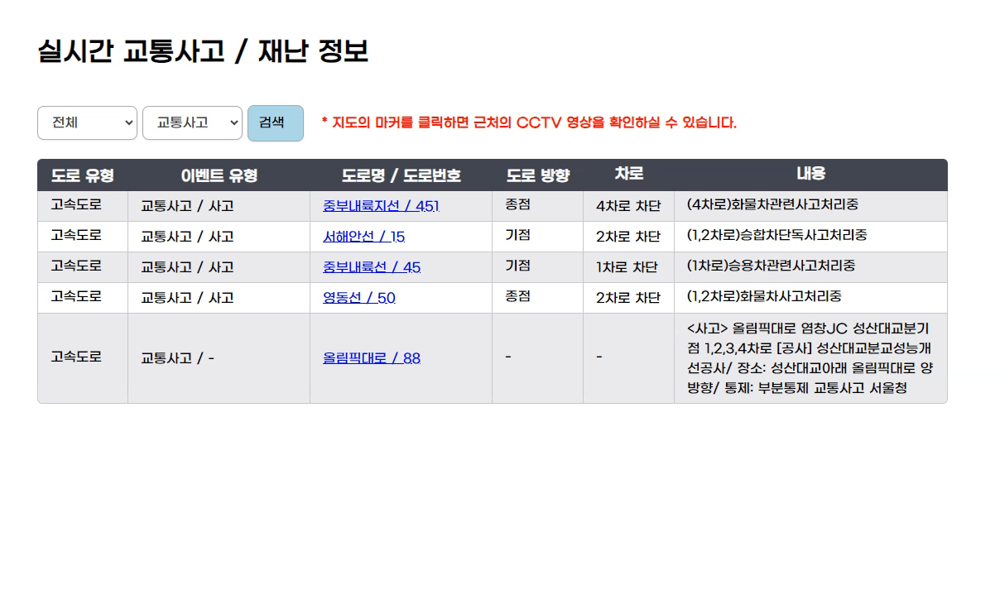 실시간 교통사고 / 재난 정보
전체 교통사고 검색 * 지도의 마커를 클릭하면 근처의 CCTV 영상을 확인하실 수 있습니다.
도로 유형 이벤트 유형 도로명 / 도로번호 도로 방향 차로 내용
고속도로 교통사고 / 사고 중부내륙지선 / 451 종점 4차로 차단 (4차로)화물차관련사고처리중
고속도로 교통사고 / 사고 서해안선 / 15 기점 2차로 차단 (1,2차로)승합차단독사고처리중
고속도로 교통사고 / 사고 중부내륙선 / 45 기점 1차로 차단 (1차로)승용차관련사고처리중
고속도로 교통사고 / 사고 영동선 / 50 종점 2차로 차단 (1,2차로)화물차사고처리중
고속도로 교통사고 / - 올림픽대로 / 88 - - <사고> 올림픽대로 염창JC 성산대교분기
점 1,2,3,4차로 [공사] 성산대교분교성능개
선공사/ 장소: 성산대교아래 올림픽대로 양
방향/ 통제: 부분통제 교통사고 서울청